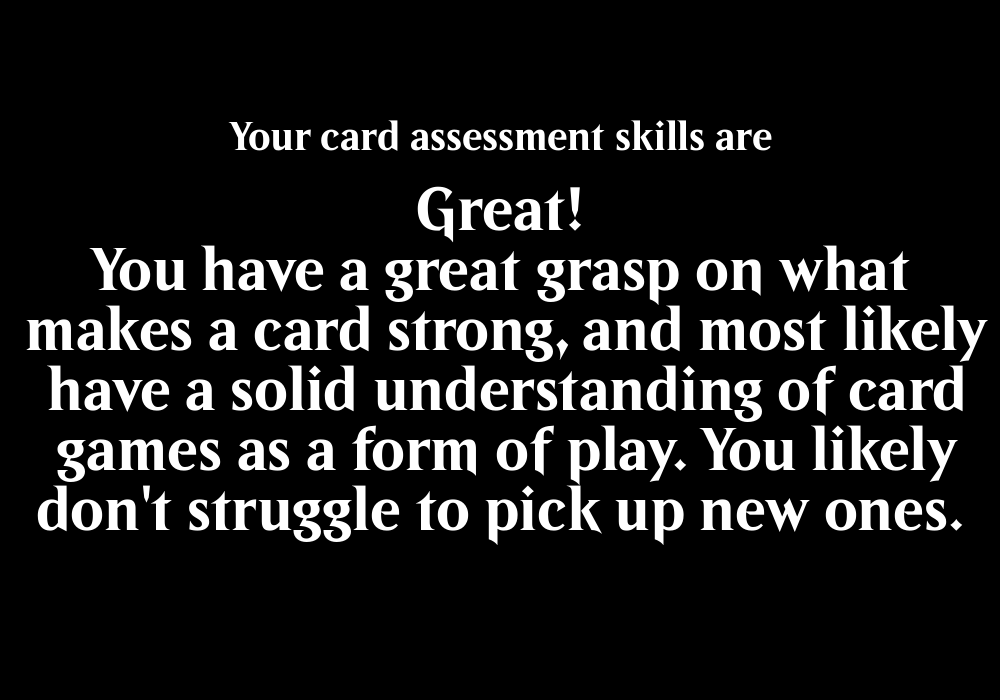 Your card assessment skills are
Great!
You have a great grasp on what
makes a card strong, and most likely
have a solid understanding of card
games as a form of play. You likely
don't struggle to pick up new ones.